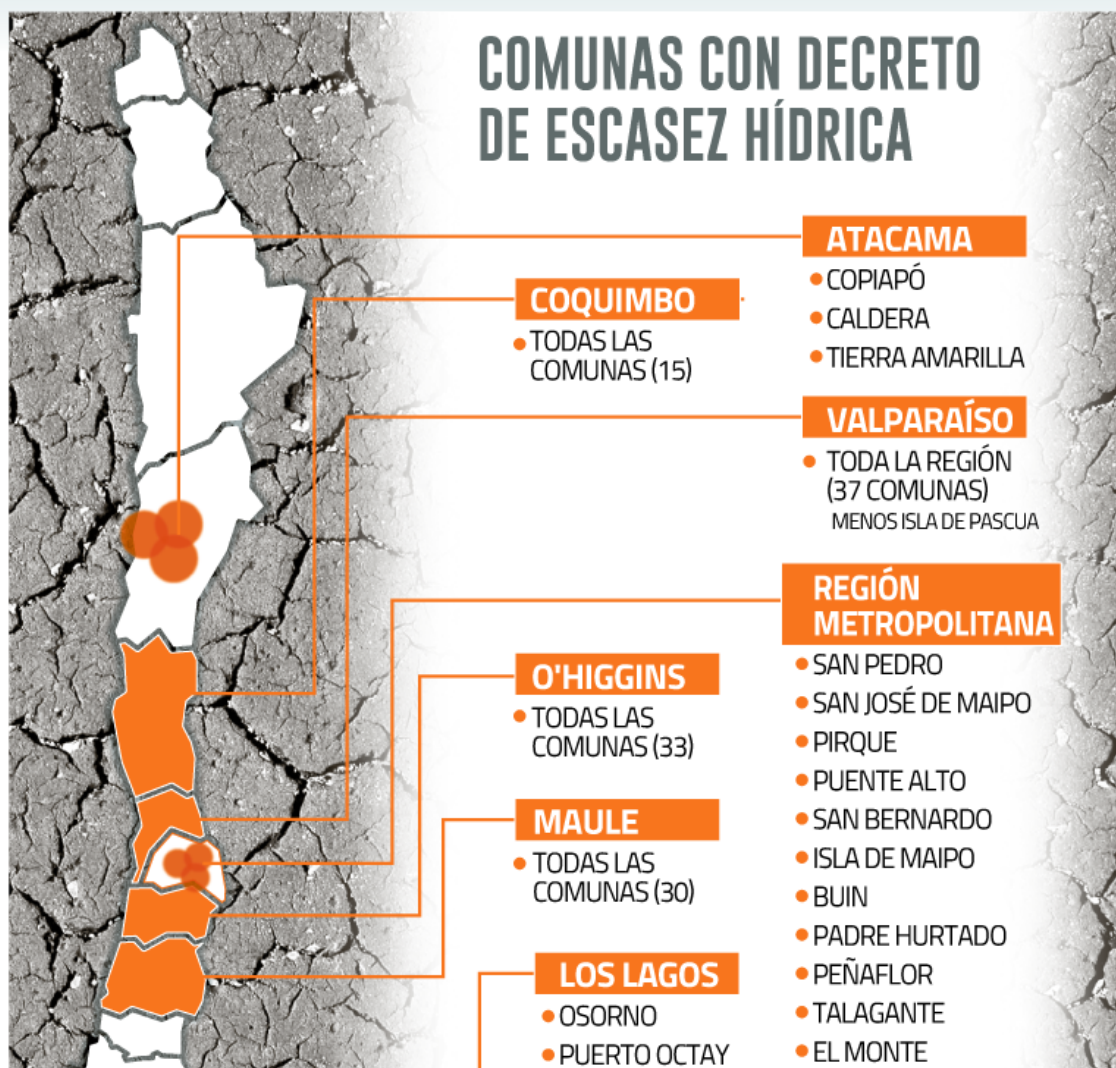 COMUNAS CON DECRETO
DE ESCASEZ HÍDRICA
ATACAMA
COPIAPÓ
CALDERA
TIERRA AMARILLA
COQUIMBO
TODAS LAS
COMUNAS (15)
VALPARAÍSO
TODA LA REGIÓN
(37 COMUNAS)
MENOS ISLA DE PASCUA
REGIÓN
METROPOLITANA
SAN PEDRO
SAN JOSÉ DE MAIPO
PIRQUE
PUENTE ALTO
SAN BERNARDO
ISLA DE MAIPO
BUIN
PADRE HURTADO
PEÑAFLOR
TALAGANTE
EL MONTE
O'HIGGINS
TODAS LAS
COMUNAS (33)
MAULE
TODAS LAS
COMUNAS (30)
LOS LAGOS
OSORNO
PUERTO OCTAY